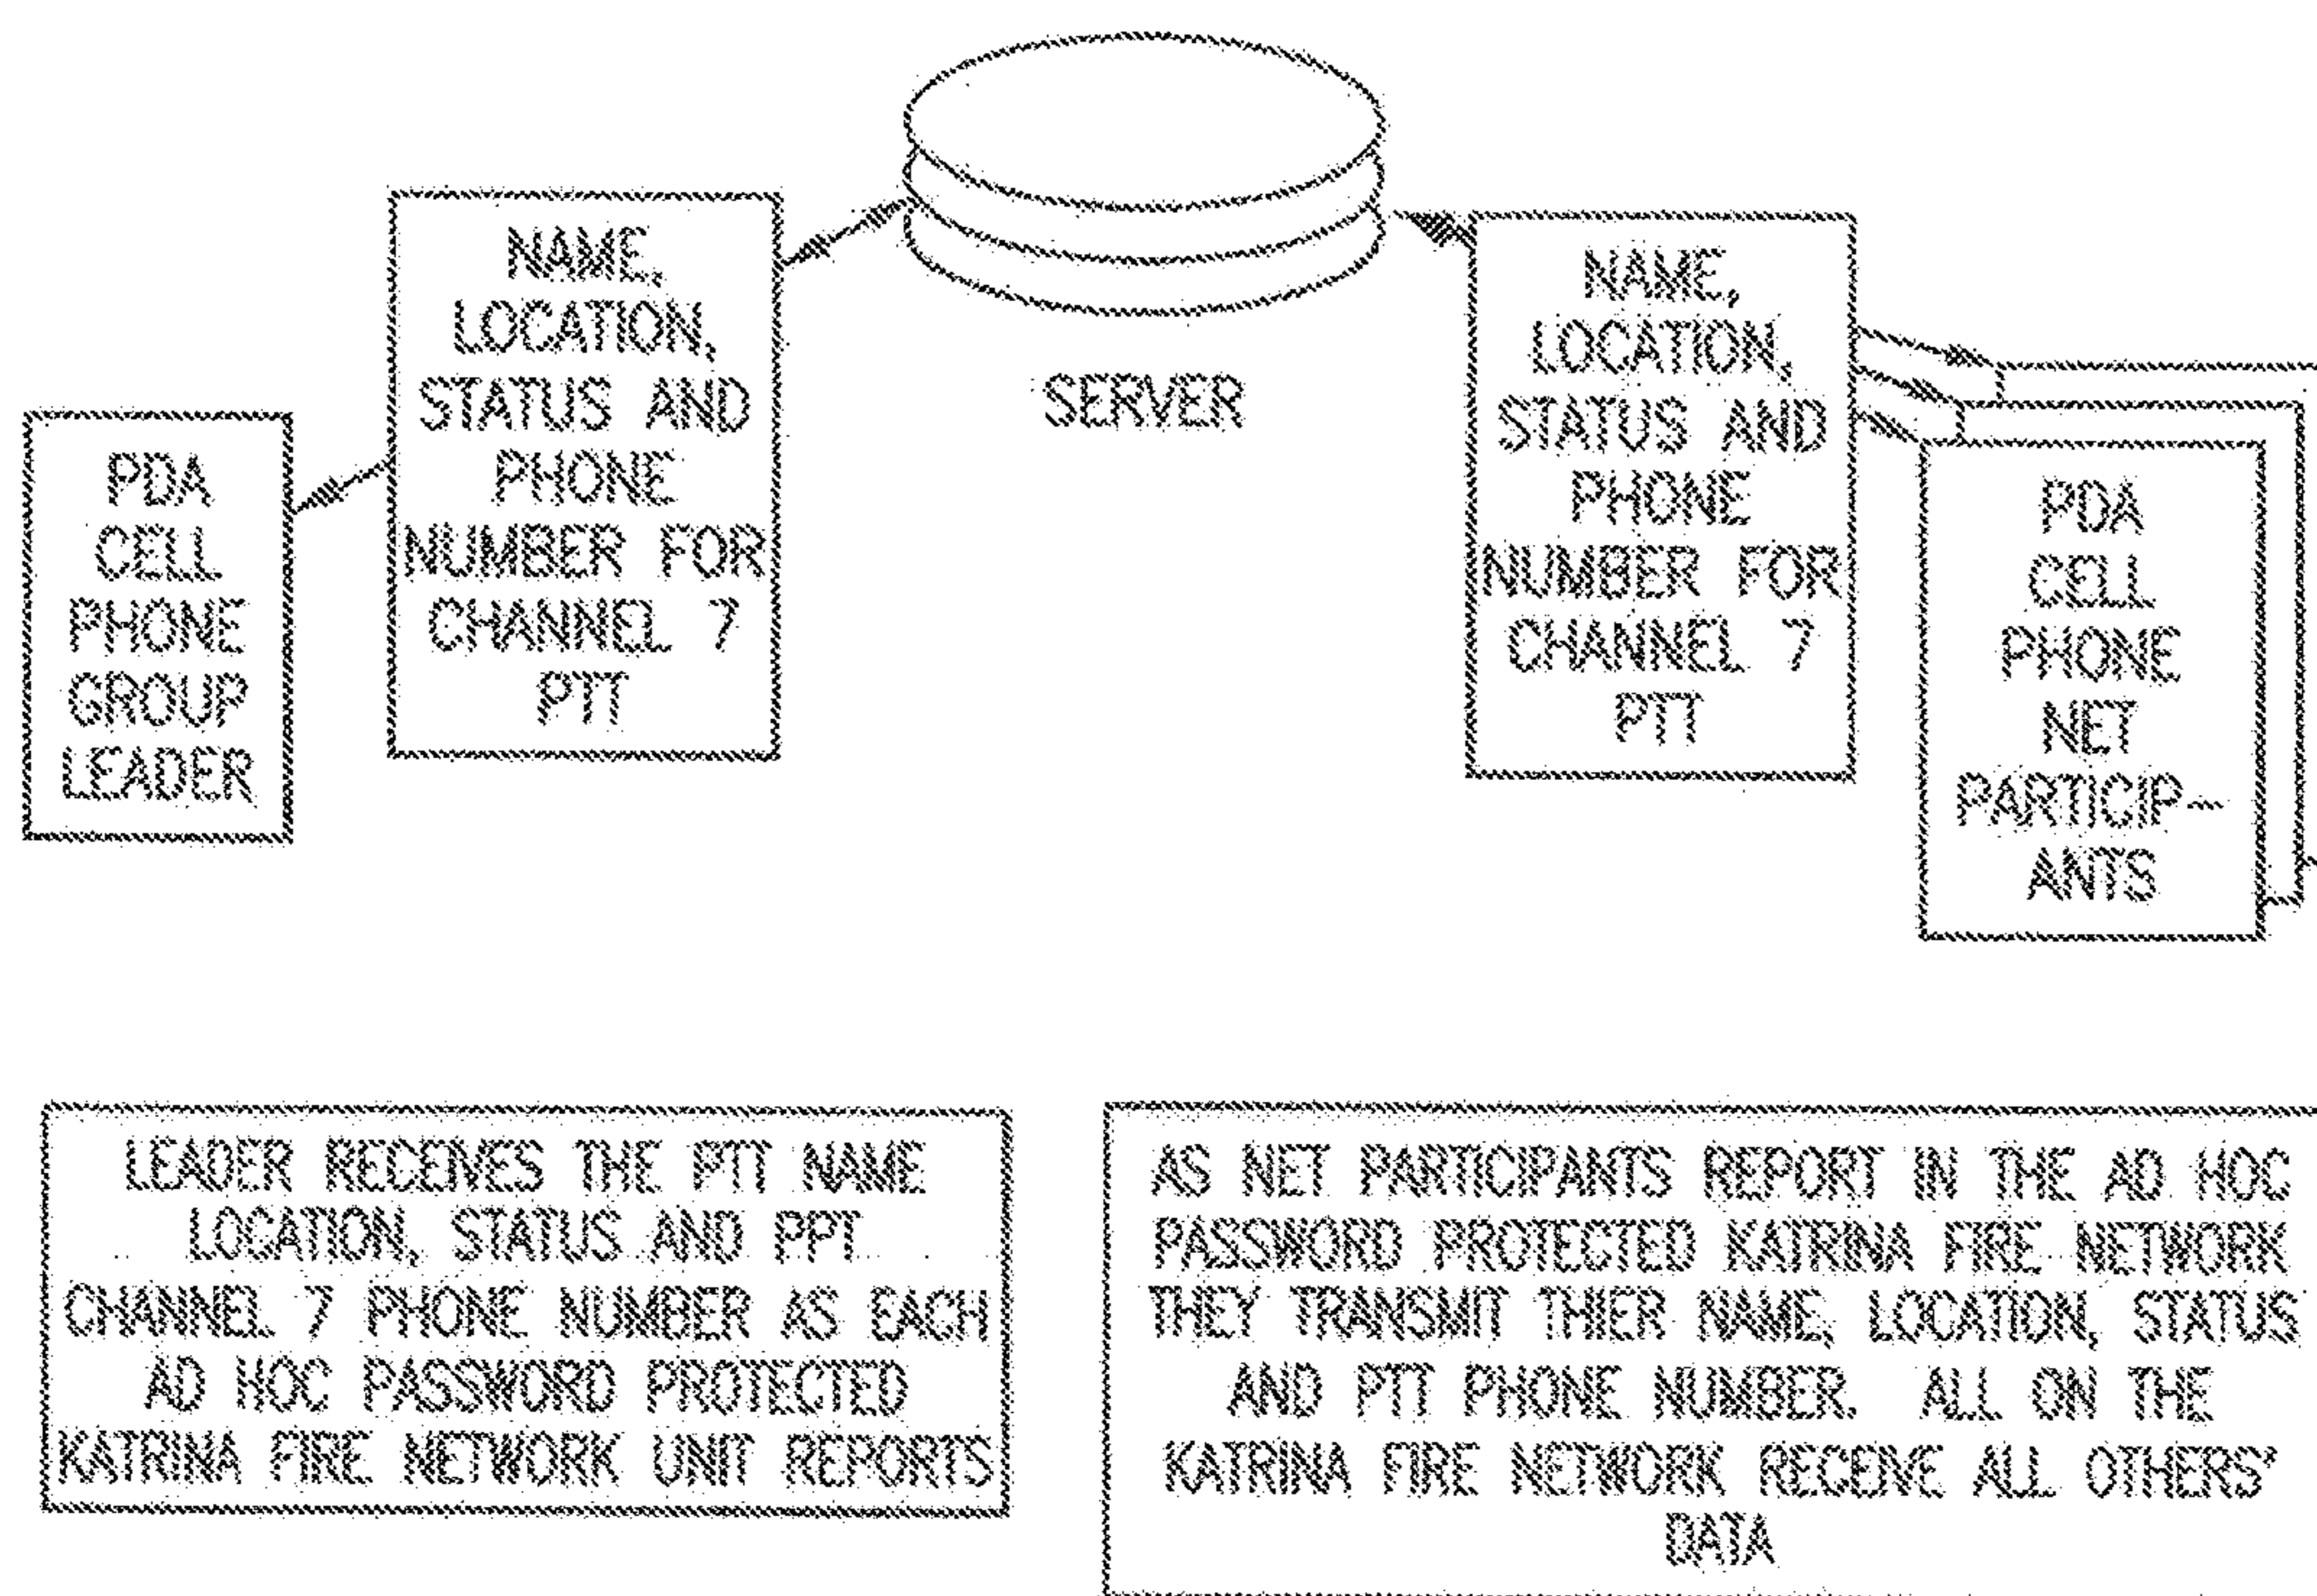 NAME,
LOCATION,
STATUS AND
PHONE
NUMBER FOR
CHANNEL 7
PTT
SERVER
NAME,
LOCATION,
STATUS AND
PHONE
NUMBER FOR
CHANNEL 7
PTT
PDA
CELL
PHONE
GROUP
LEADER
PDA
CELL
PHONE
NET
PARTICIP-
ANTS
LEADER RECEIVES THE PTT NAME
LOCATION, STATUS AND PPT
CHANNEL 7 PHONE NUMBER AS EACH
AD HOC PASSWORD PROTECTED
KATRINA FIRE NETWORK UNIT REPORTS
AS NET PARTICIPANTS REPORT IN THE AD HOC
PASSWORD PROTECTED KATRINA FIRE NETWORK
THEY TRANSMIT THIER NAME, LOCATION, STATUS
AND PTT PHONE NUMBER. ALL ON THE
KATRINA FIRE NETWORK RECEIVE ALL OTHERS'
DATA